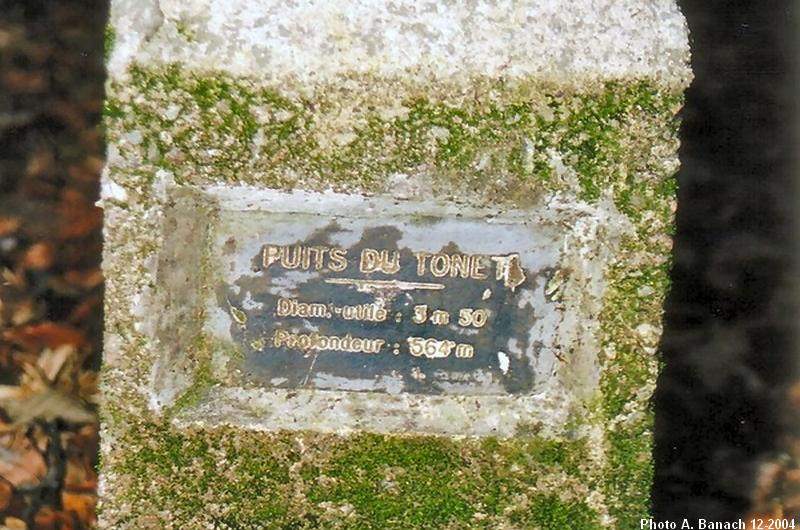 PUITS DU TONET
Diam. utile : 3 m 50
Profondeur : 564 m
Photo A. Banach 12-2004